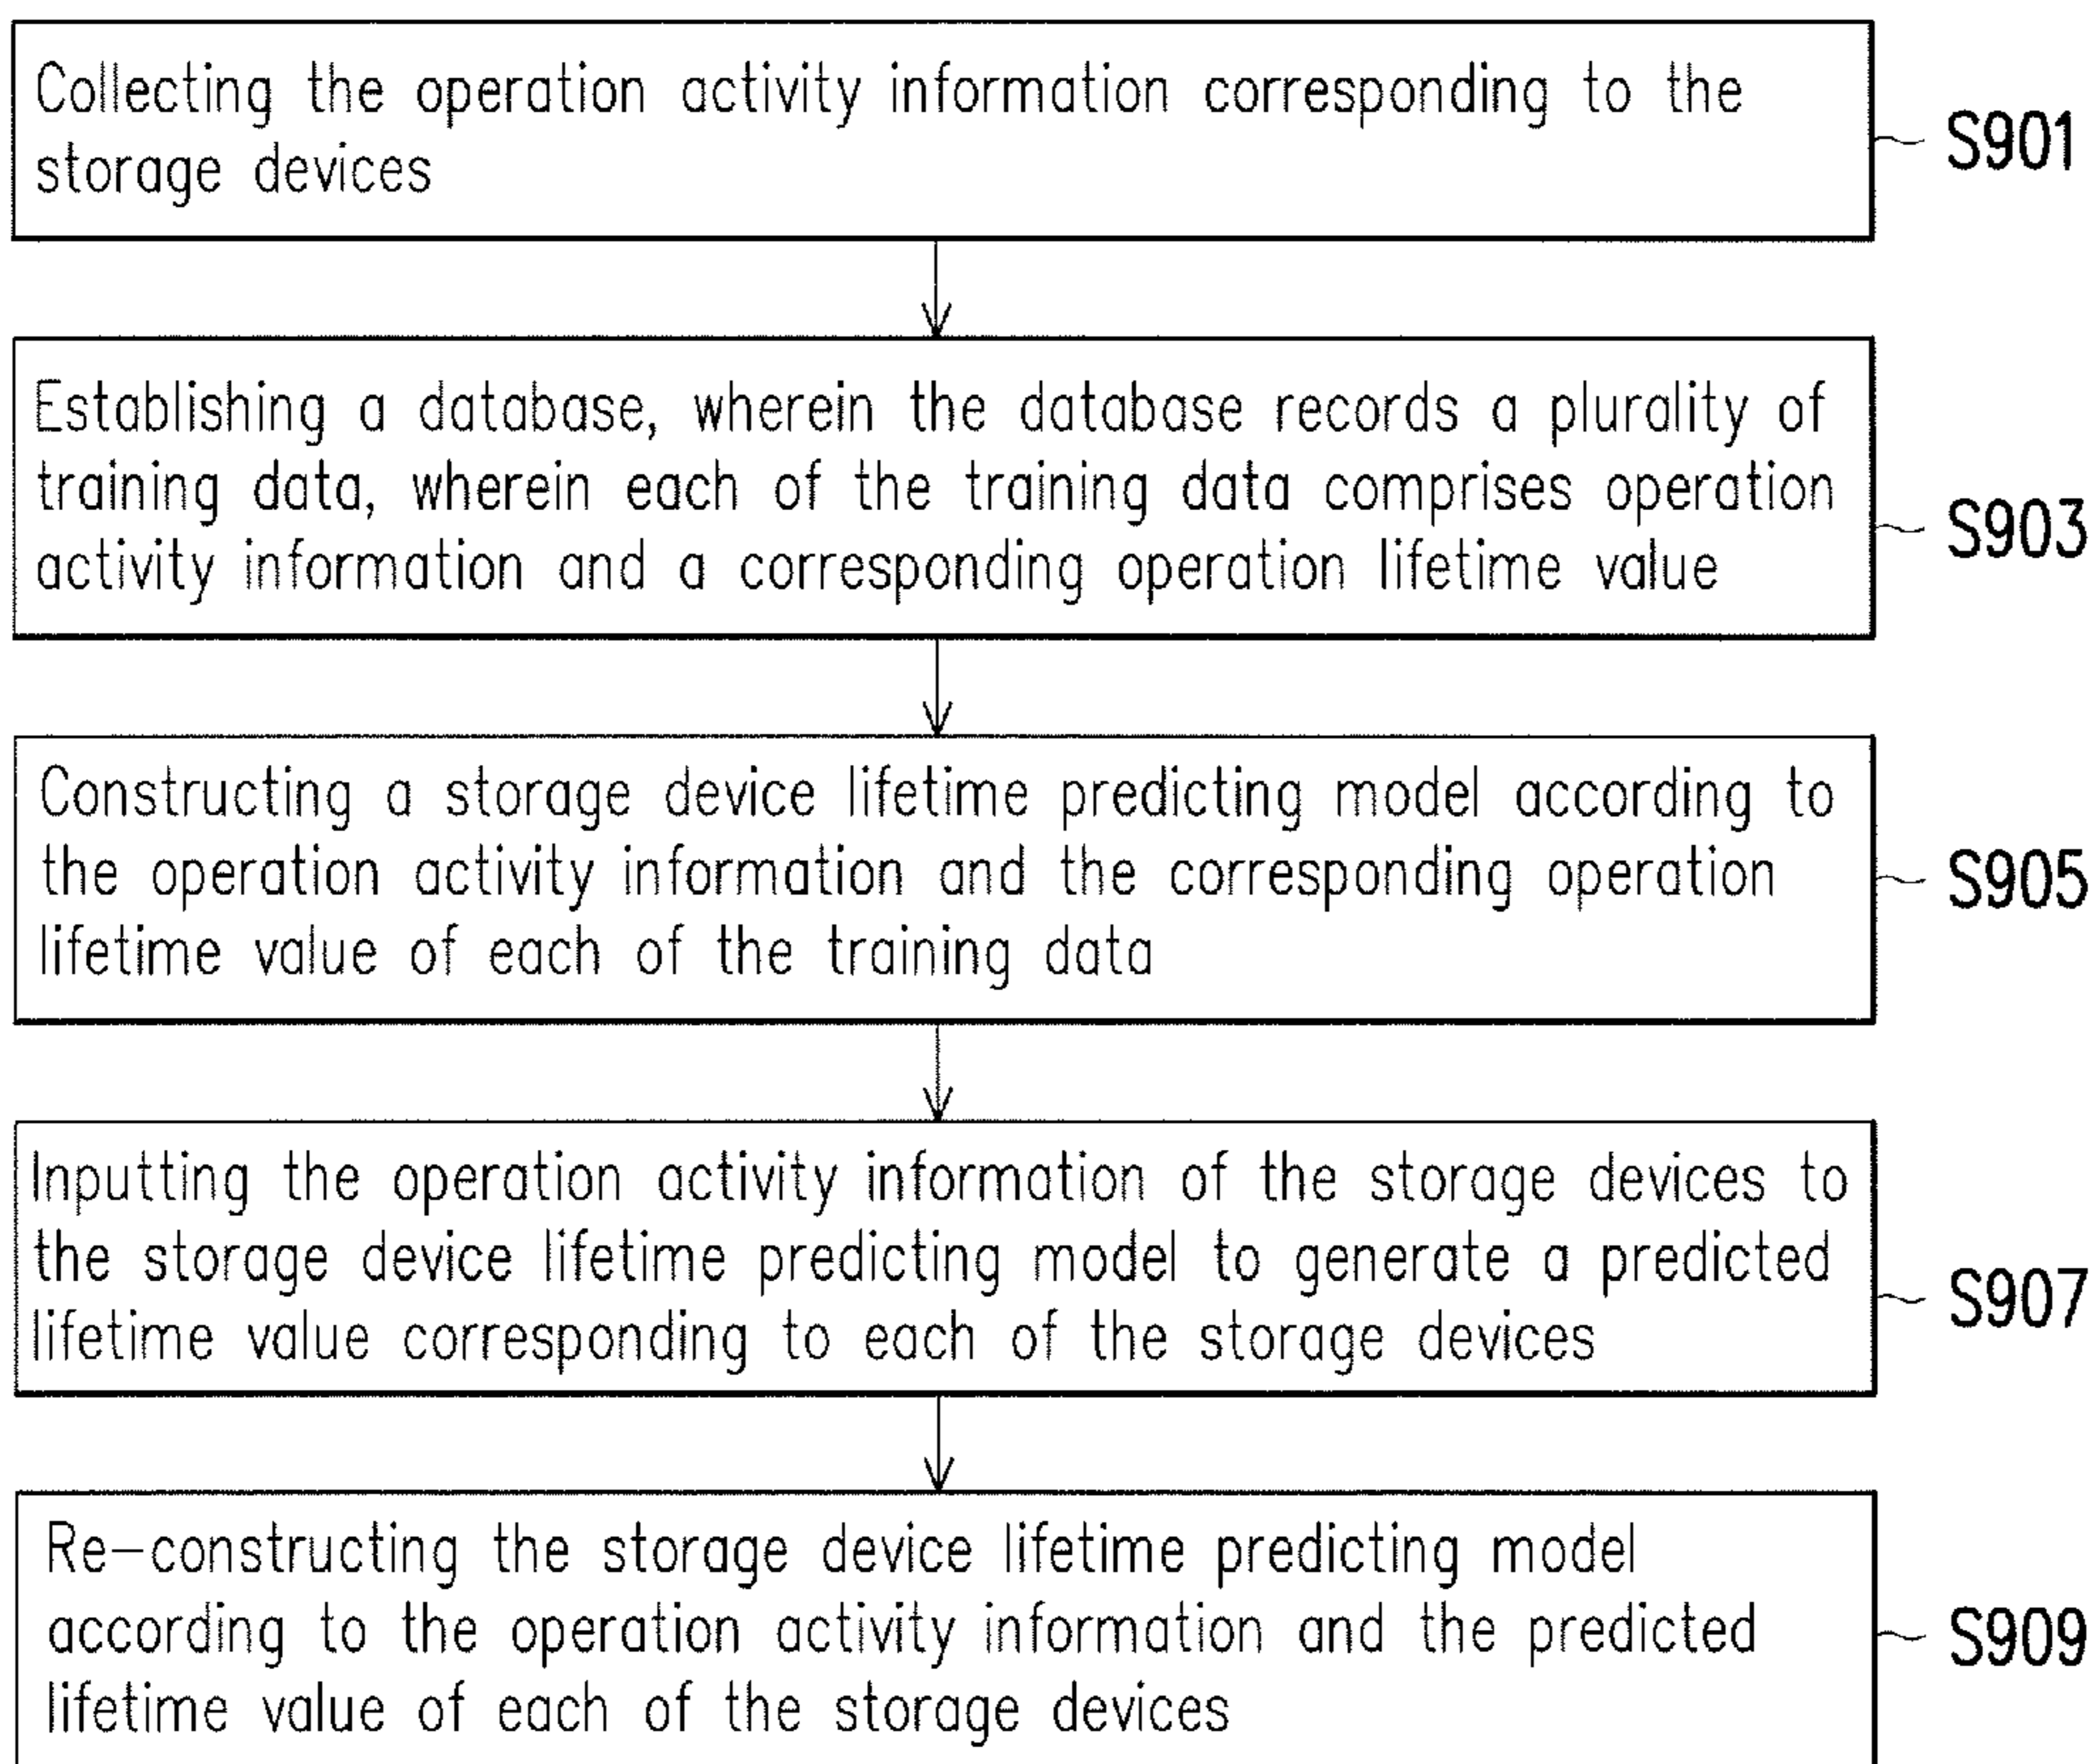 Collecting the operation activity information corresponding to the
storage devices
S901
Establishing a database, wherein the database records a plurality of
training data, wherein each of the training data comprises operation
activity information and a corresponding operation lifetime value
S903
Constructing a storage device lifetime predicting model according to
the operation activity information and the corresponding operation
lifetime value of each of the training data
S905
Inputting the operation activity information of the storage devices to
the storage device lifetime predicting model to generate a predicted
lifetime value corresponding to each of the storage devices
S907
Re-constructing the storage device lifetime predicting model
according to the operation activity information and the predicted
lifetime value of each of the storage devices
S909